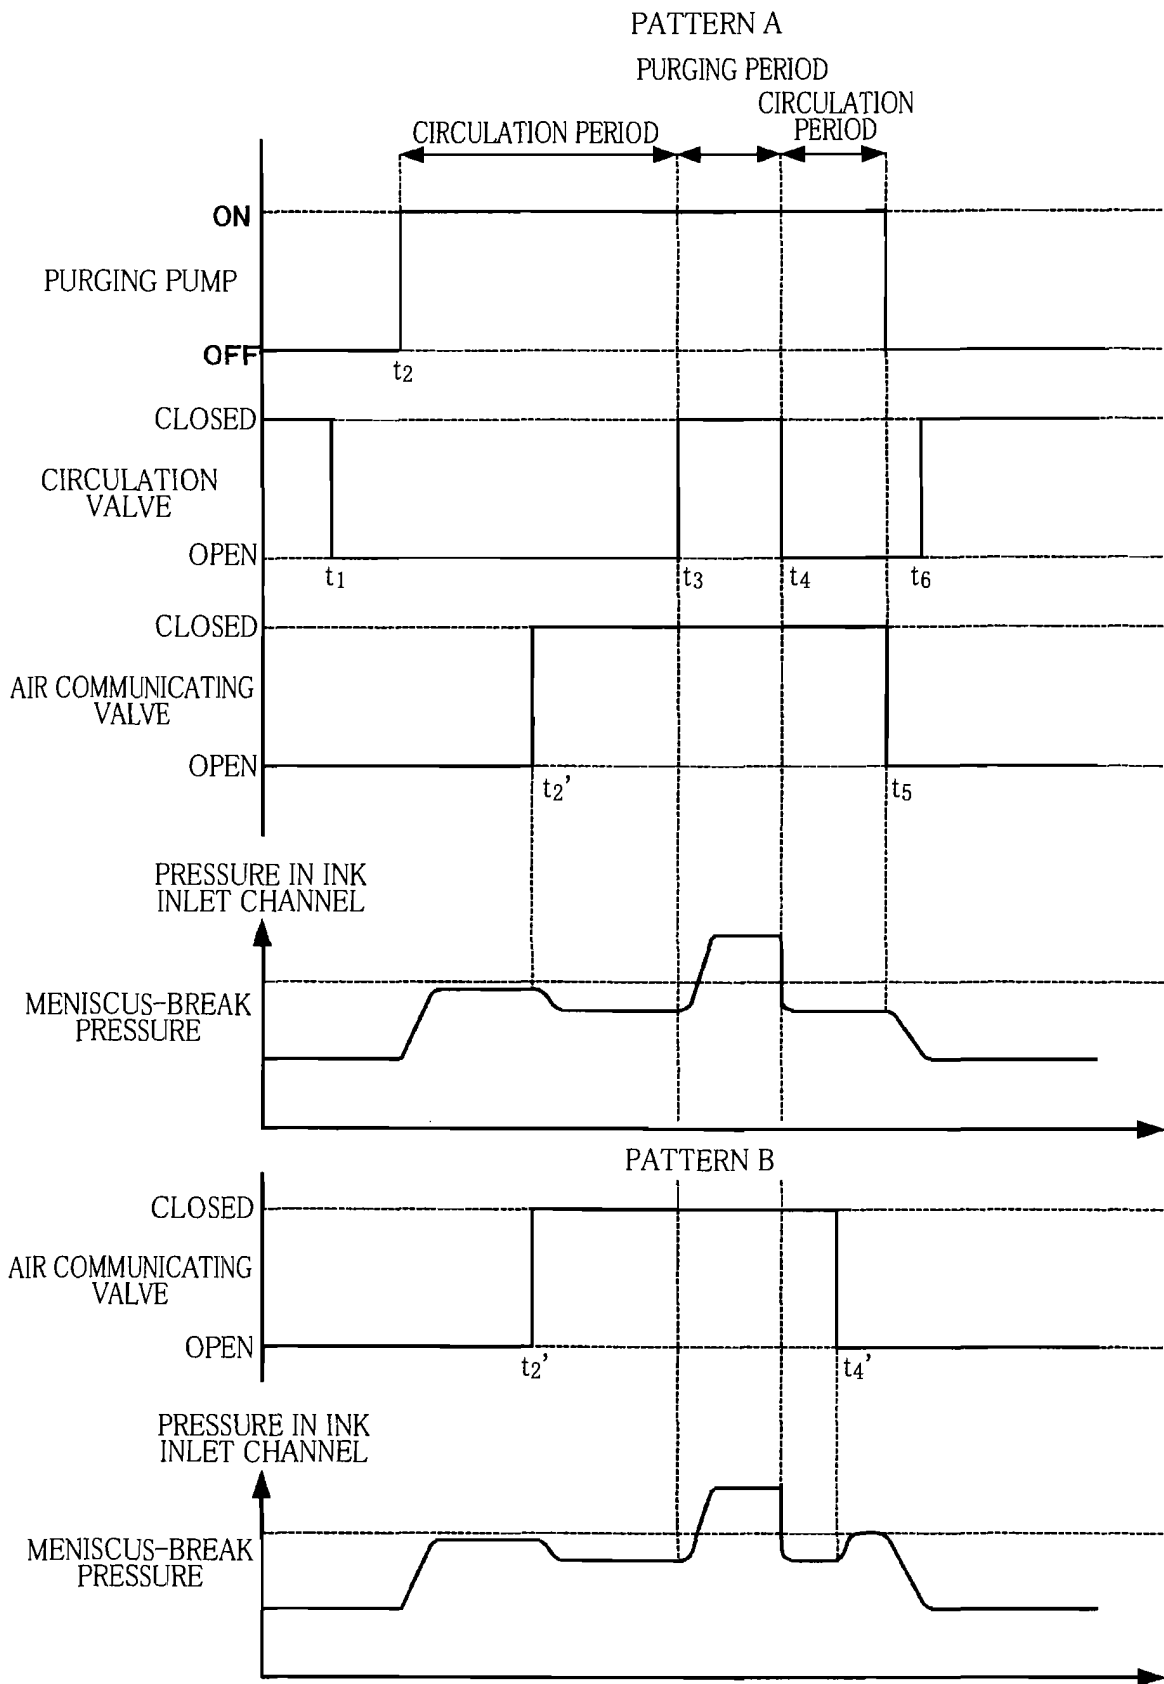 PATTERN A
PURGING PERIOD
CIRCULATION PERIOD
CIRCULATION
PERIOD
ON
PURGING PUMP
OFF
t2
CLOSED
CIRCULATION
VALVE
OPEN
t1
t3
t4
t6
CLOSED
AIR COMMUNICATING
VALVE
OPEN
t2'
t5
PRESSURE IN INK
INLET CHANNEL
MENISCUS-BREAK
PRESSURE
PATTERN B
CLOSED
AIR COMMUNICATING
VALVE
OPEN
t2'
t4'
PRESSURE IN INK
INLET CHANNEL
MENISCUS-BREAK
PRESSURE